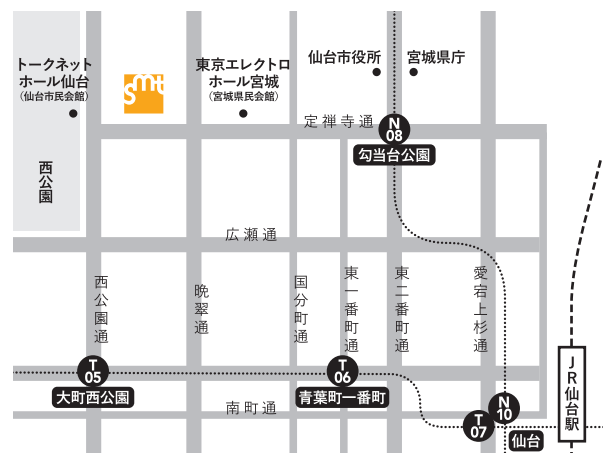 トークネット
ホール仙台
（仙台市民会館）
smt
東京エレクトロ
ホール宮城
（宮城県民会館）
仙台市役所
宮城県庁
定禅寺通
N
08
勾当台公園
西公園
広瀬通
西公園通
晩翠通
国分町通
東一番町通
東二番町通
愛宕上杉通
T
05
大町西公園
T
06
青葉町一番町
南町通
T
07
N
10
仙台
JR仙台駅